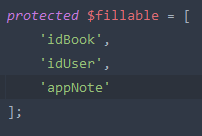 protected $fillable = [
    'idBook',
    'idUser',
    'appNote'
];